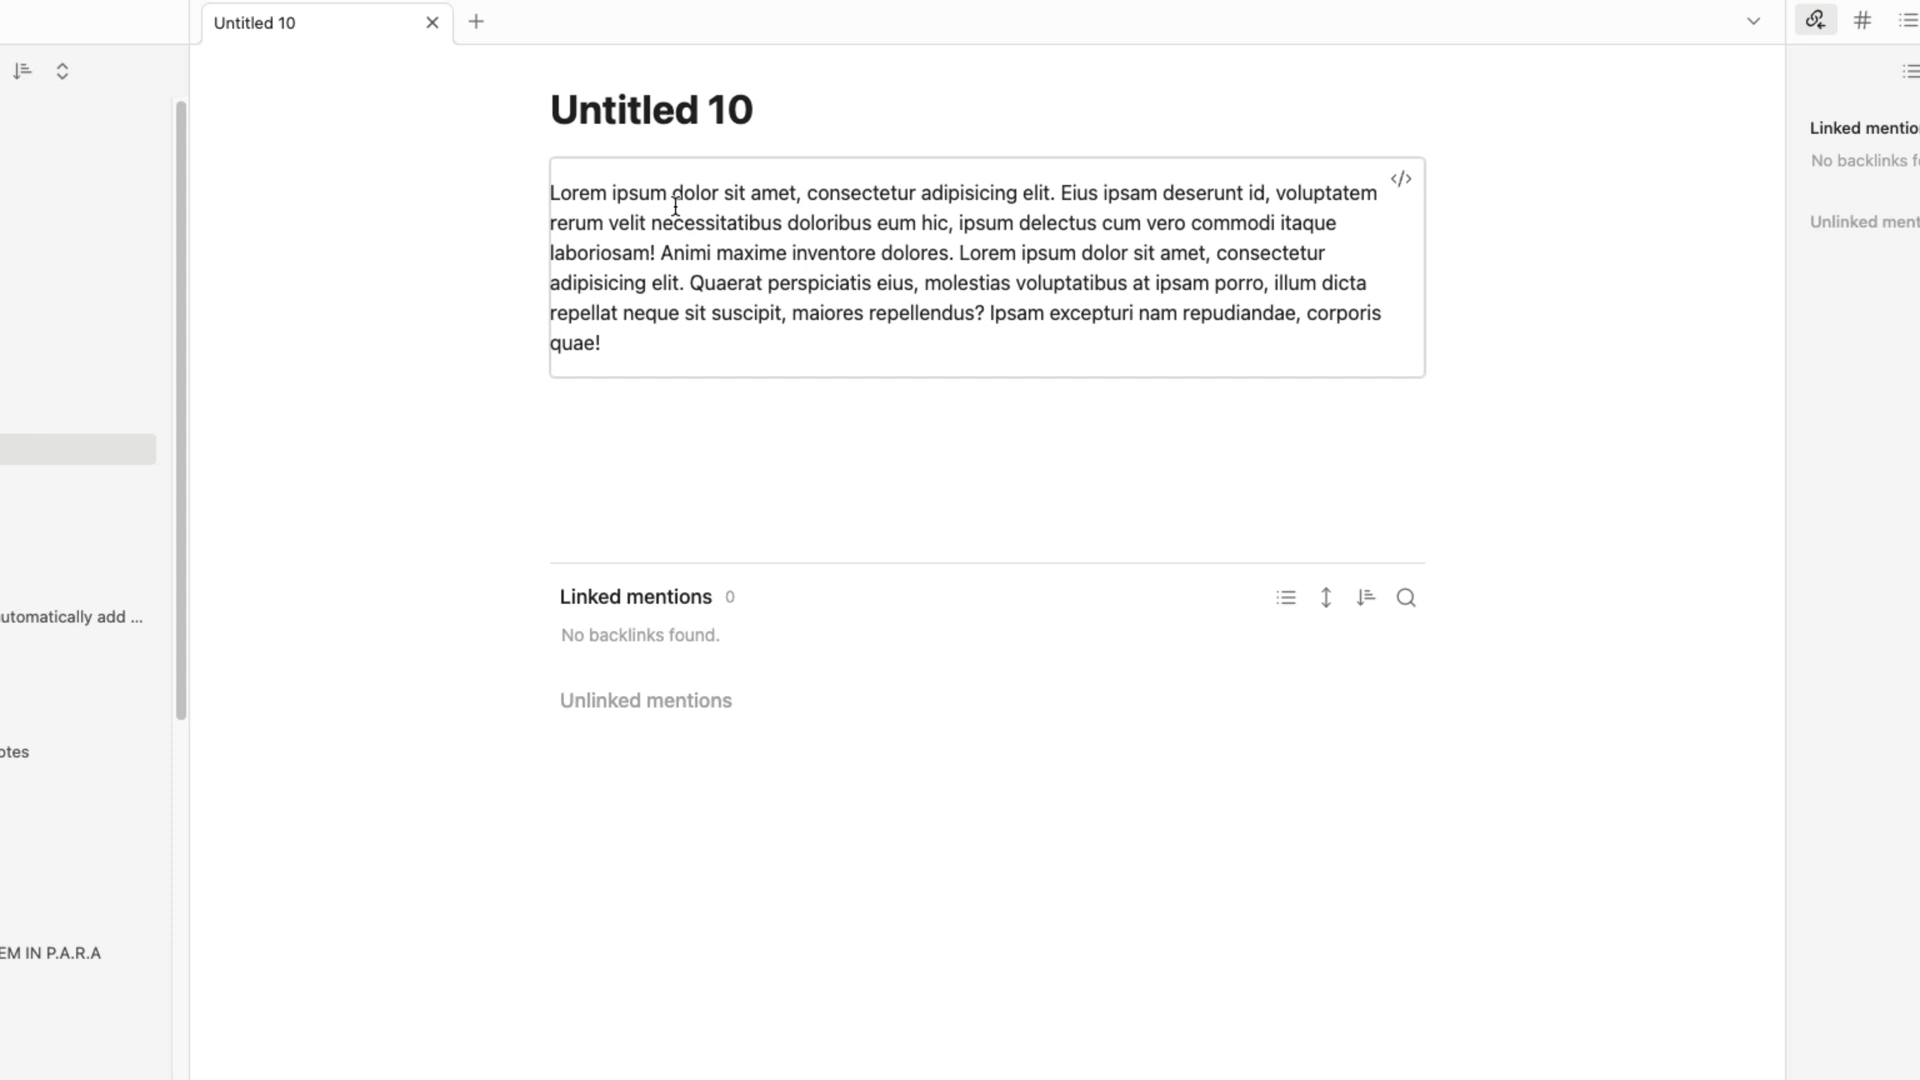 Untitled 10
Untitled 10
Lorem ipsum dolor sit amet, consectetur adipisicing elit. Eius ipsam deserunt id, voluptatem
rerum velit necessitatibus doloribus eum hic, ipsum delectus cum vero commodi itaque
laboriosam! Animi maxime inventore dolores. Lorem ipsum dolor sit amet, consectetur
adipisicing elit. Quaerat perspiciatis eius, molestias voluptatibus at ipsam porro, illum dicta
repellat neque sit suscipit, maiores repellendus? Ipsam excepturi nam repudiandae, corporis
quae!
Linked mentions 0
No backlinks found.
Unlinked mentions
utomatically add ...
otes
EM IN P.A.R.A
Linked mentio
No backlinks f
Unlinked ment